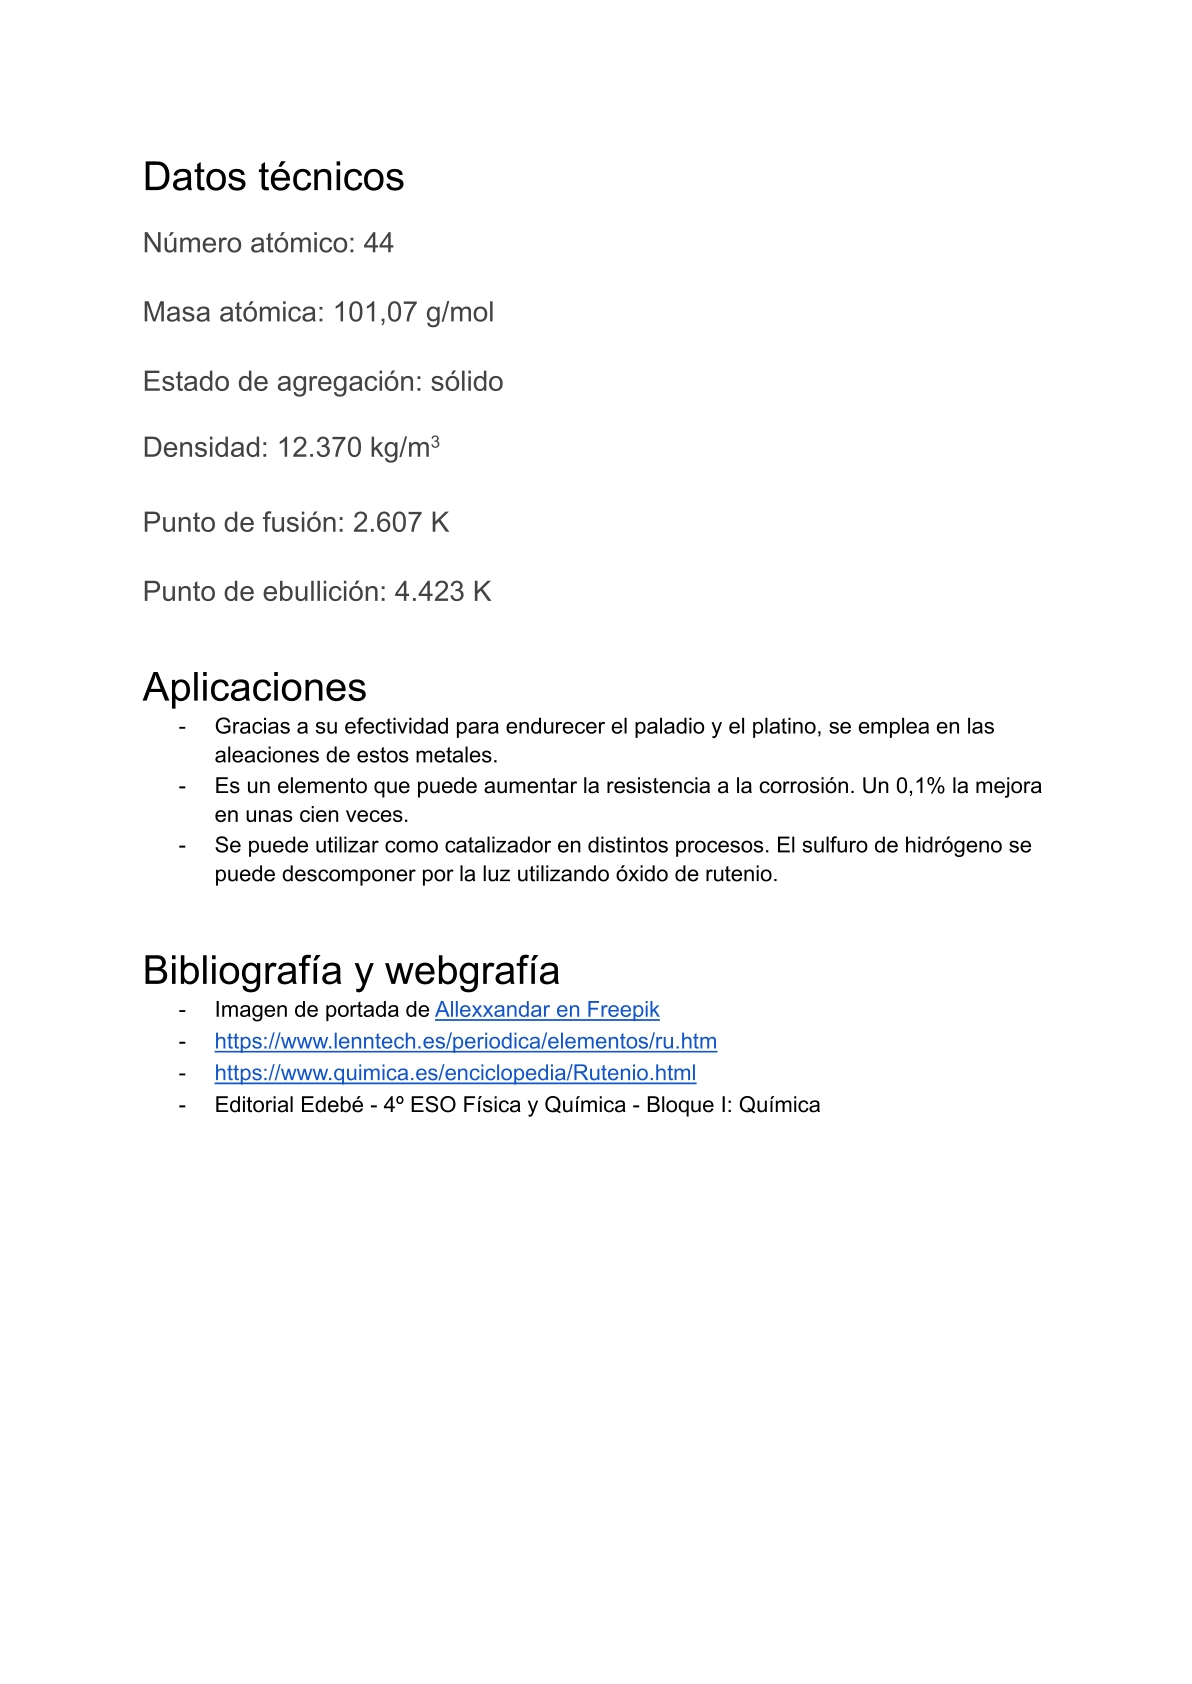 Datos técnicos
Número atómico: 44
Masa atómica: 101,07 g/mol
Estado de agregación: sólido
Densidad: 12.370 kg/m³
Punto de fusión: 2.607 K
Punto de ebullición: 4.423 K
Aplicaciones
- Gracias a su efectividad para endurecer el paladio y el platino, se emplea en las
aleaciones de estos metales.
- Es un elemento que puede aumentar la resistencia a la corrosión. Un 0,1% la mejora
en unas cien veces.
- Se puede utilizar como catalizador en distintos procesos. El sulfuro de hidrógeno se
puede descomponer por la luz utilizando óxido de rutenio.
Bibliografía y webgrafía
- Imagen de portada de Allexxandar en Freepik
- https://www.lenntech.es/periodica/elementos/ru.htm
- https://www.quimica.es/enciclopedia/Rutenio.html
- Editorial Edebé - 4º ESO Física y Química - Bloque I: Química